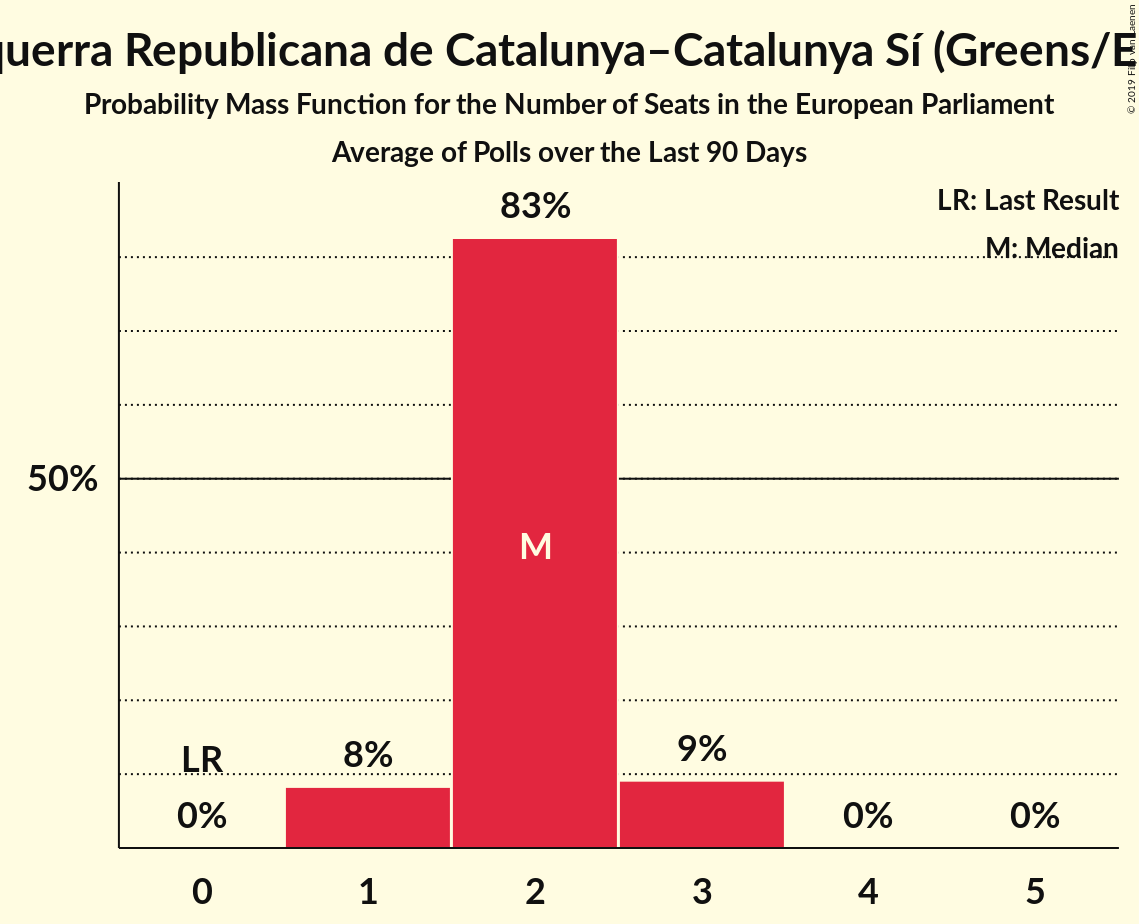 querra Republicana de Catalunya–Catalunya Sí (Greens/E
Probability Mass Function for the Number of Seats in the European Parliament
Average of Polls over the Last 90 Days
© 2019 Filip van Laenen
LR: Last Result
M: Median
83%
50%
M
LR
8%
9%
0%
0%
0%
0 1 2 3 4 5